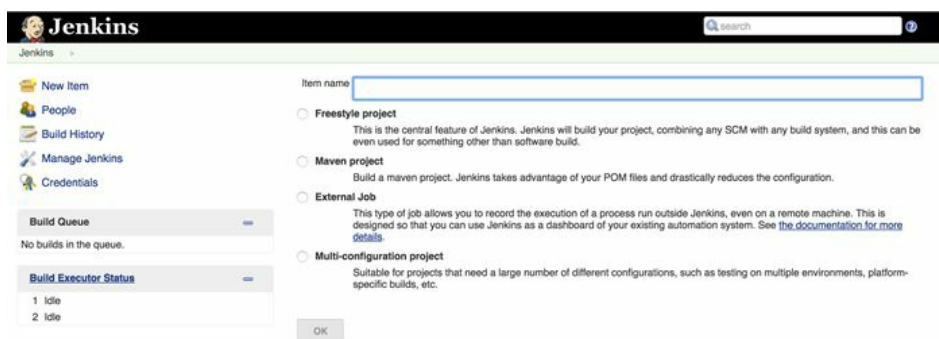 Jenkins
search
Jenkins
New Item
People
Build History
Manage Jenkins
Credentials
Build Queue
No builds in the queue.
Build Executor Status
1 Idle
2 Idle
Item name
Freestyle project
This is the central feature of Jenkins. Jenkins will build your project, combining any SCM with any build system, and this can be
even used for something other than software build.
Maven project
Build a maven project. Jenkins takes advantage of your POM files and drastically reduces the configuration.
External Job
This type of job allows you to record the execution of a process run outside Jenkins, even on a remote machine. This is
designed so that you can use Jenkins as a dashboard of your existing automation system. See the documentation for more
details.
Multi-configuration project
Suitable for projects that need a large number of different configurations, such as testing on multiple environments, platform-
specific builds, etc.
OK